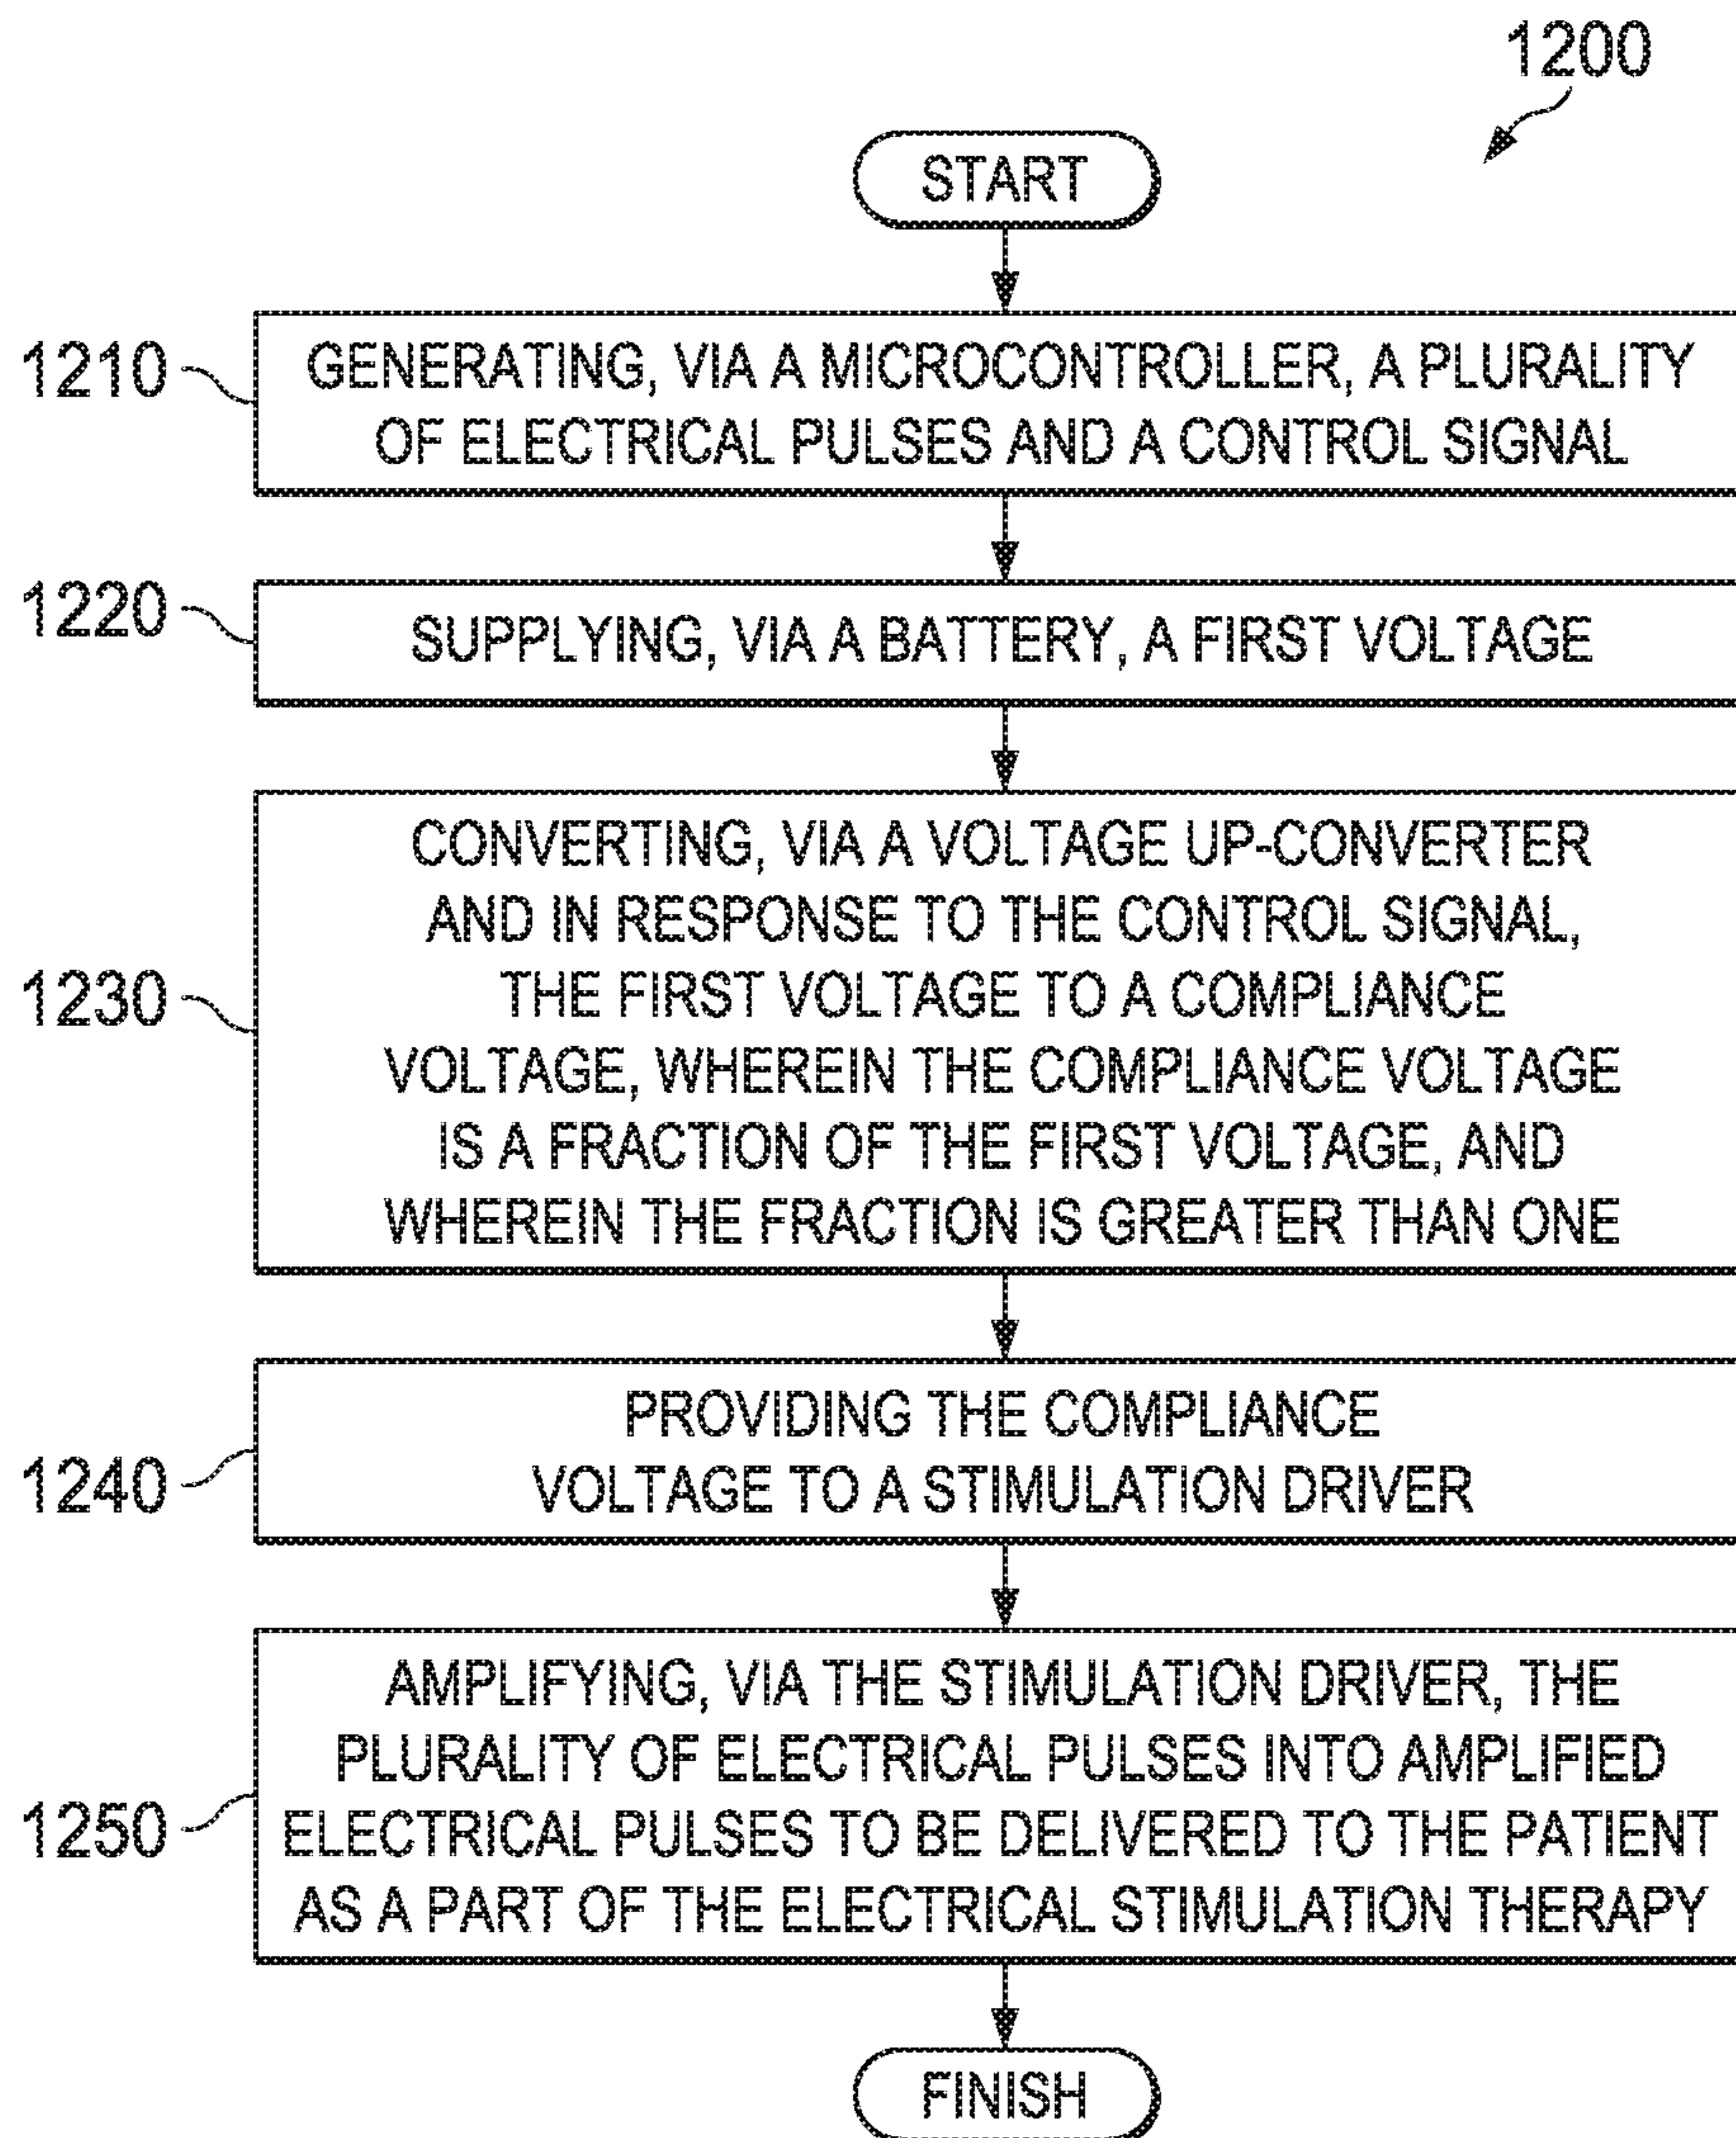 1200
START
1210
GENERATING, VIA A MICROCONTROLLER, A PLURALITY
OF ELECTRICAL PULSES AND A CONTROL SIGNAL
1220
SUPPLYING, VIA A BATTERY, A FIRST VOLTAGE
1230
CONVERTING, VIA A VOLTAGE UP-CONVERTER
AND IN RESPONSE TO THE CONTROL SIGNAL,
THE FIRST VOLTAGE TO A COMPLIANCE
VOLTAGE, WHEREIN THE COMPLIANCE VOLTAGE
IS A FRACTION OF THE FIRST VOLTAGE, AND
WHEREIN THE FRACTION IS GREATER THAN ONE
1240
PROVIDING THE COMPLIANCE
VOLTAGE TO A STIMULATION DRIVER
1250
AMPLIFYING, VIA THE STIMULATION DRIVER, THE
PLURALITY OF ELECTRICAL PULSES INTO AMPLIFIED
ELECTRICAL PULSES TO BE DELIVERED TO THE PATIENT
AS A PART OF THE ELECTRICAL STIMULATION THERAPY
FINISH